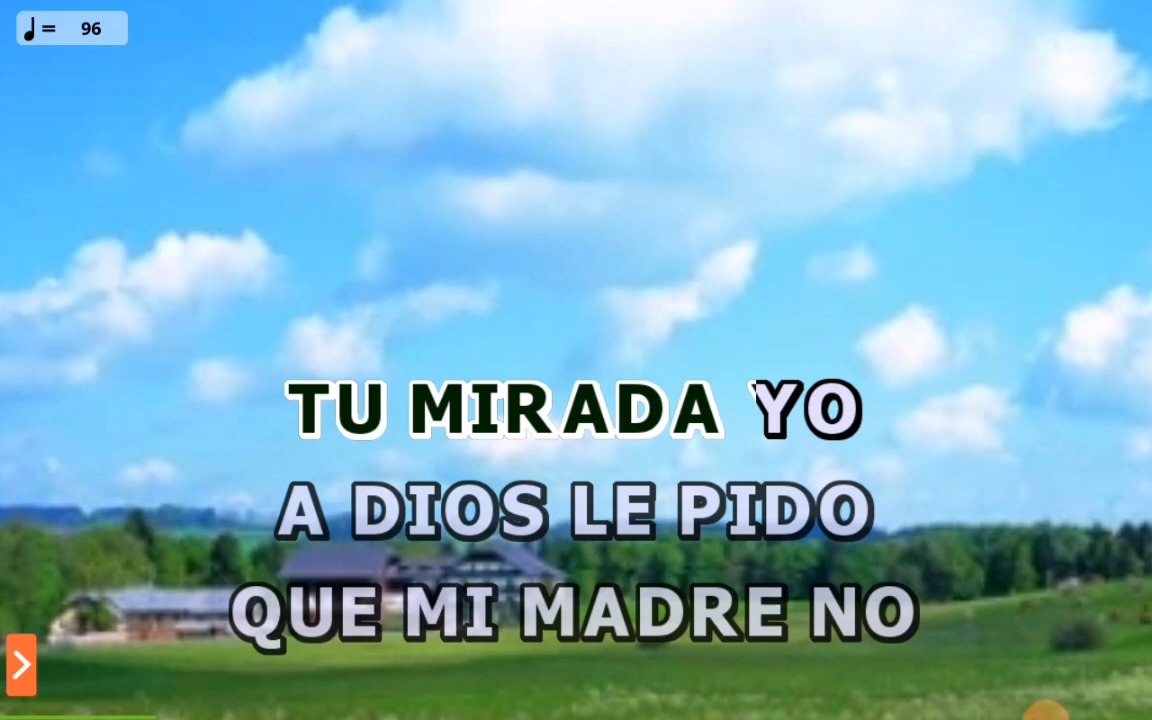 ♩= 96
TU MIRADA YO
A DIOS LE PIDO
QUE MI MADRE NO